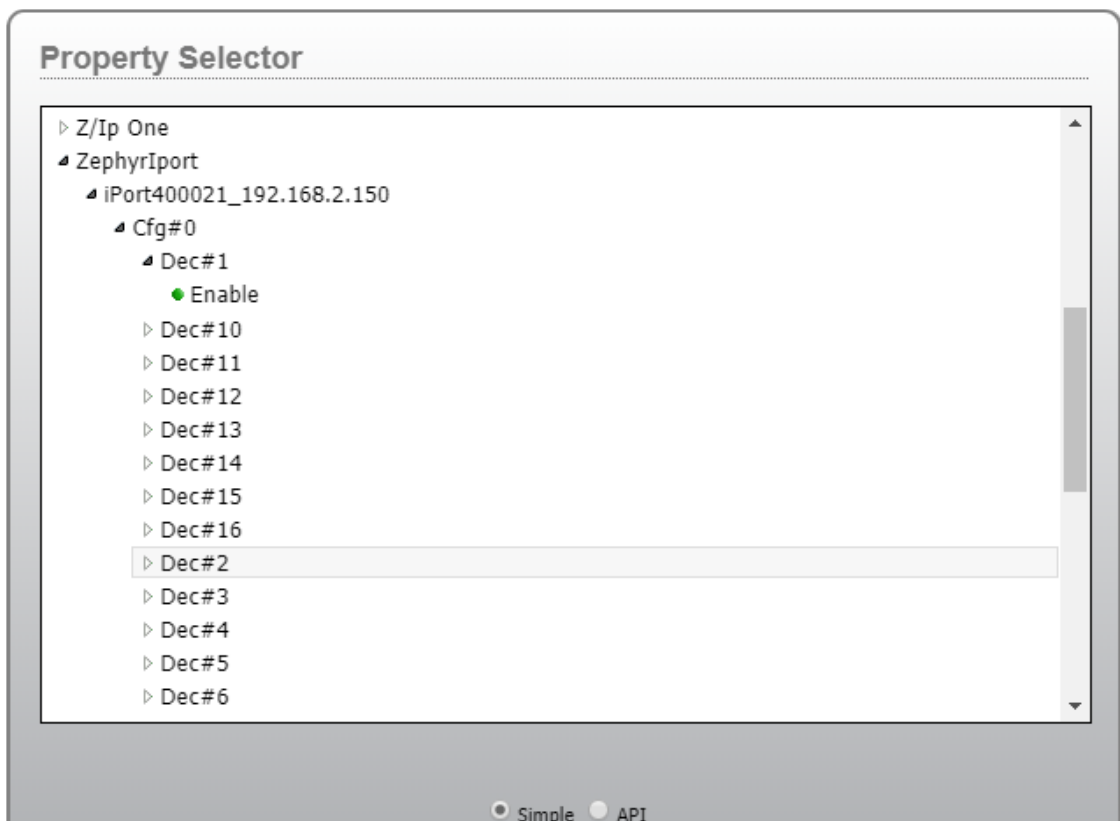 Property Selector
Z/Ip One
ZephyrIport
iPort400021_192.168.2.150
Cfg#0
Dec#1
Enable
Dec#10
Dec#11
Dec#12
Dec#13
Dec#14
Dec#15
Dec#16
Dec#2
Dec#3
Dec#4
Dec#5
Dec#6
Simple API